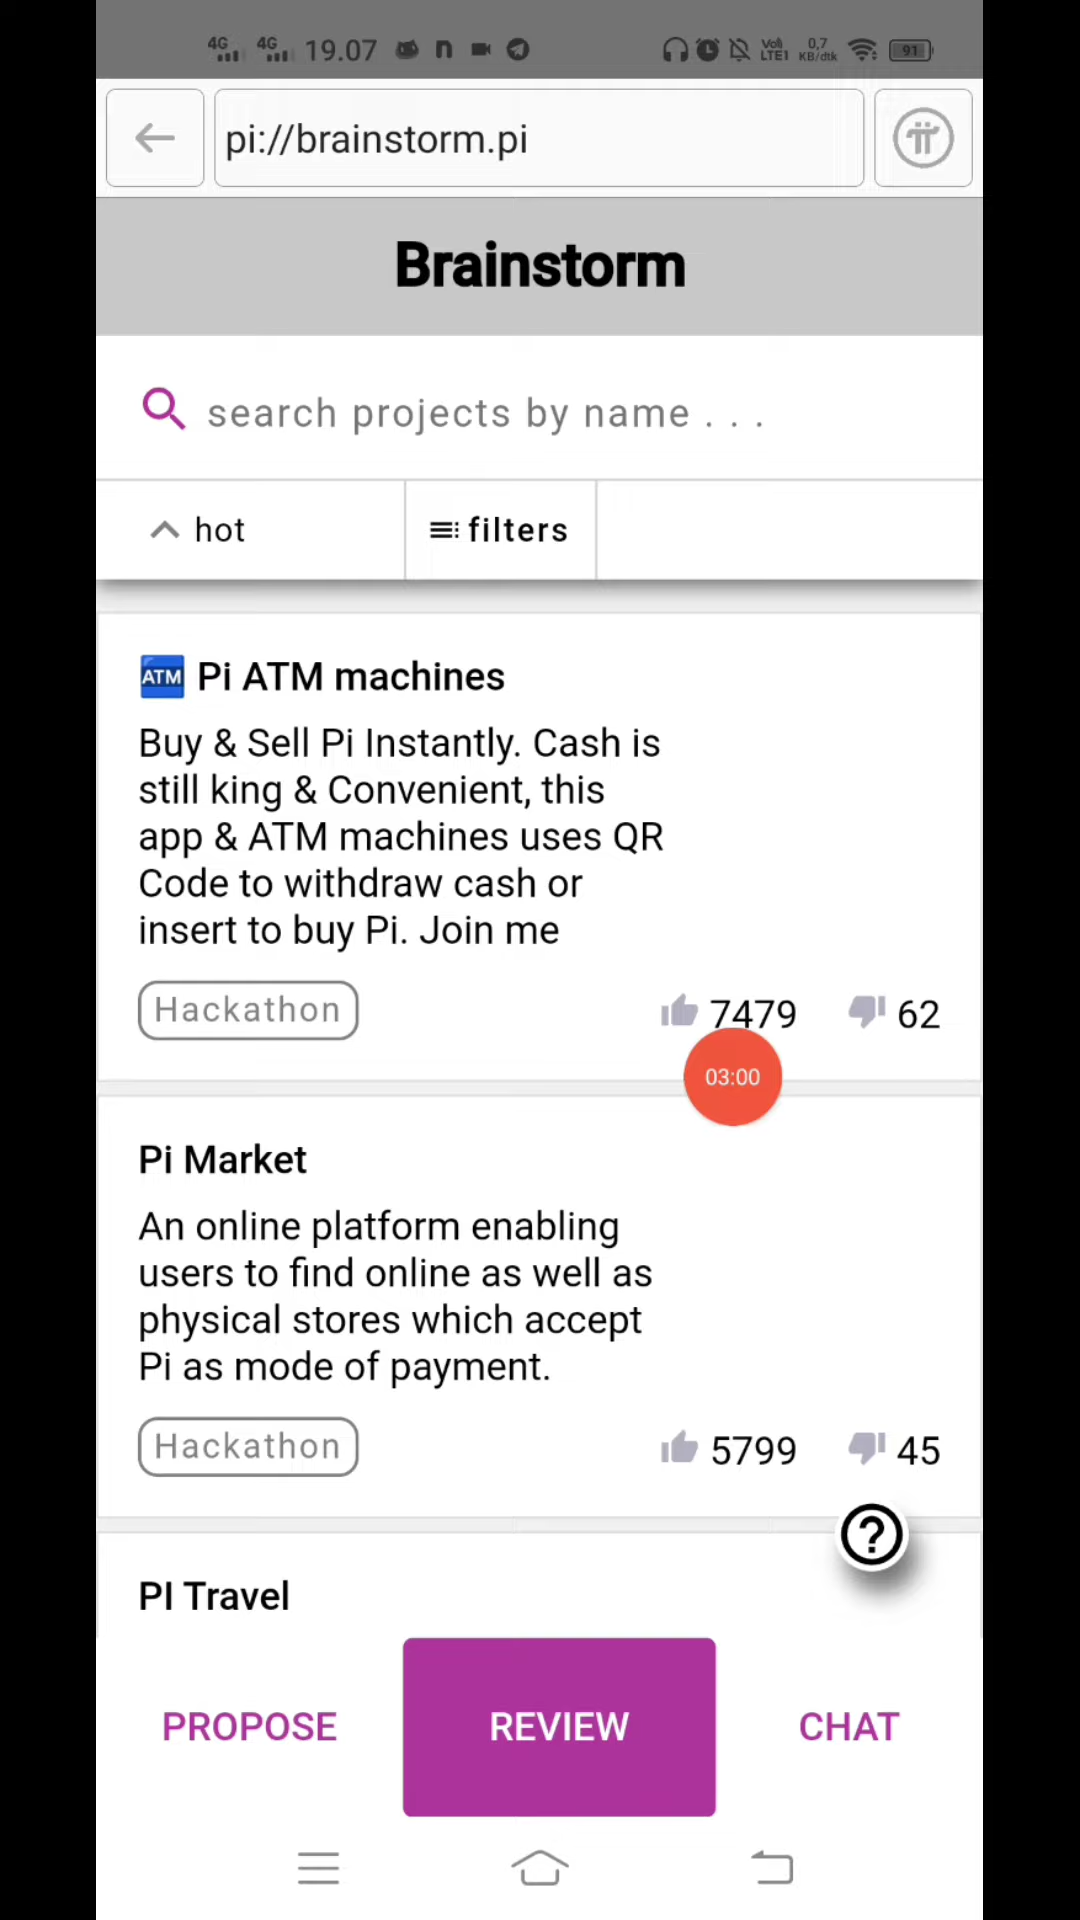 4G 4G 19.07 n Vo) LTE1 0,7 KB/dtk 91
pi://brainstorm.pi
Brainstorm
search projects by name . . .
hot filters
ATM Pi ATM machines
Buy & Sell Pi Instantly. Cash is
still king & Convenient, this
app & ATM machines uses QR
Code to withdraw cash or
insert to buy Pi. Join me
Hackathon 7479 62
03:00
Pi Market
An online platform enabling
users to find online as well as
physical stores which accept
Pi as mode of payment.
Hackathon 5799 45
?
PI Travel
PROPOSE REVIEW CHAT